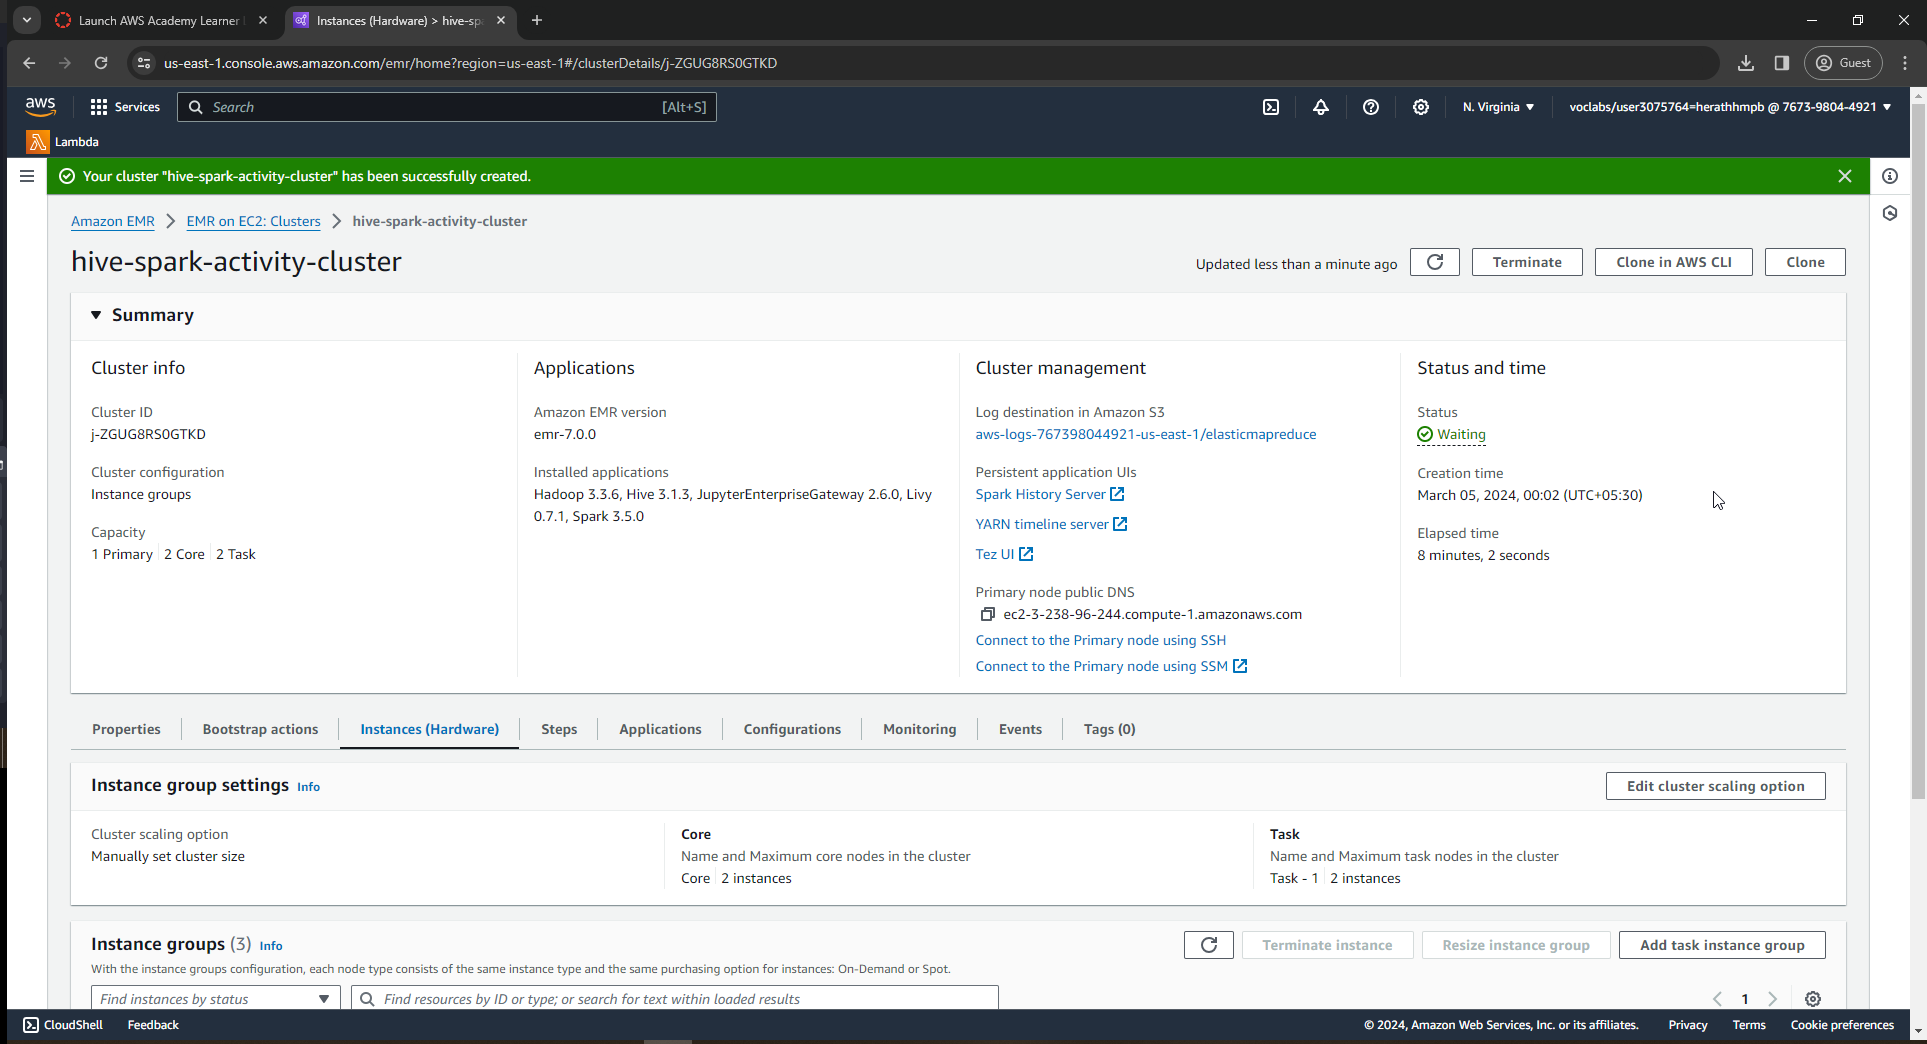 Launch AWS Academy Learner
Instances (Hardware) > hive-sp
us-east-1.console.aws.amazon.com/emr/home?region=us-east-1#/clusterDetails/j-ZGUG8RS0GTKD
Guest
aws
Services
Search
[Alt+S]
N. Virginia
voclabs/user3075764=herathhmpb @ 7673-9804-4921
Lambda
Your cluster "hive-spark-activity-cluster" has been successfully created.
Amazon EMR
EMR on EC2: Clusters
hive-spark-activity-cluster
hive-spark-activity-cluster
Updated less than a minute ago
Terminate
Clone in AWS CLI
Clone
Summary
Cluster info
Cluster ID
j-ZGUG8RS0GTKD
Cluster configuration
Instance groups
Capacity
1 Primary 2 Core 2 Task
Applications
Amazon EMR version
emr-7.0.0
Installed applications
Hadoop 3.3.6, Hive 3.1.3, JupyterEnterpriseGateway 2.6.0, Livy
0.7.1, Spark 3.5.0
Cluster management
Log destination in Amazon S3
aws-logs-767398044921-us-east-1/elasticmapreduce
Persistent application UIs
Spark History Server
YARN timeline server
Tez UI
Primary node public DNS
ec2-3-238-96-244.compute-1.amazonaws.com
Connect to the Primary node using SSH
Connect to the Primary node using SSM
Status and time
Status
Waiting
Creation time
March 05, 2024, 00:02 (UTC+05:30)
Elapsed time
8 minutes, 2 seconds
Properties
Bootstrap actions
Instances (Hardware)
Steps
Applications
Configurations
Monitoring
Events
Tags (0)
Instance group settings Info
Edit cluster scaling option
Cluster scaling option
Manually set cluster size
Core
Name and Maximum core nodes in the cluster
Core 2 instances
Task
Name and Maximum task nodes in the cluster
Task - 1 2 instances
Instance groups (3) Info
Terminate instance
Resize instance group
Add task instance group
With the instance groups configuration, each node type consists of the same instance type and the same purchasing option for instances: On-Demand or Spot.
Find instances by status
Find resources by ID or type; or search for text within loaded results
1
CloudShell
Feedback
© 2024, Amazon Web Services, Inc. or its affiliates.
Privacy
Terms
Cookie preferences